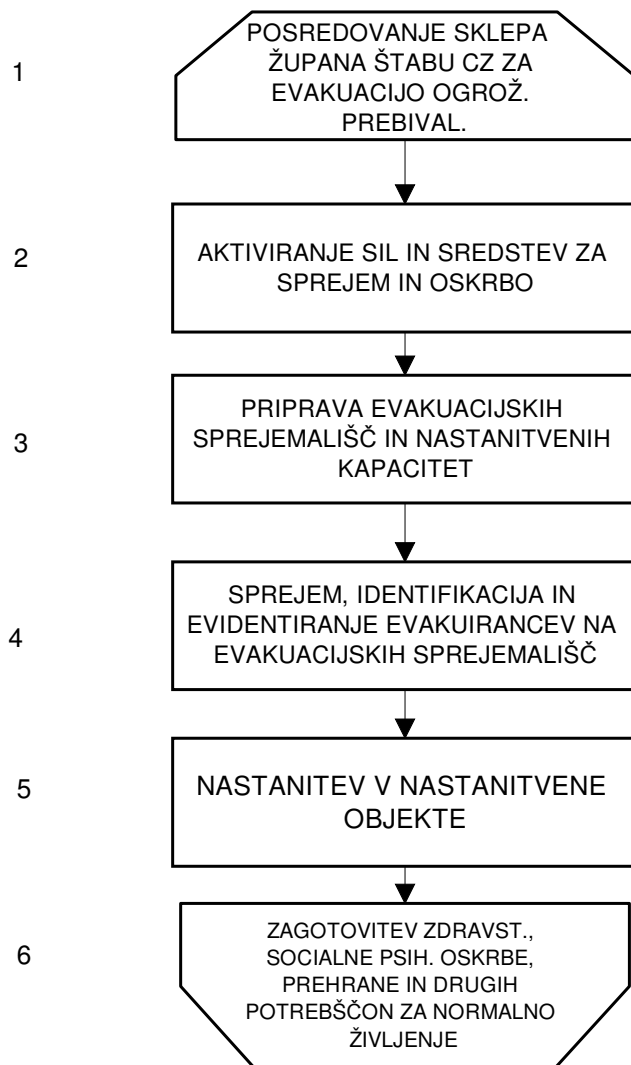 1
POSREDOVANJE SKLEPA
ŽUPANA ŠTABU CZ ZA
EVAKUACIJO OGROŽ.
PREBIVAL.
2
AKTIVIRANJE SIL IN SREDSTEV ZA
SPREJEM IN OSKRBO
3
PRIPRAVA EVAKUACIJSKIH
SPREJEMALIŠČ IN NASTANITVENIH
KAPACITET
4
SPREJEM, IDENTIFIKACIJA IN
EVIDENTIRANJE EVAKUIRANCEV NA
EVAKUACIJSKIH SPREJEMALIŠČ
5
NASTANITEV V NASTANITVENE
OBJEKTE
6
ZAGOTOVITEV ZDRAVST.,
SOCIALNE PSIH. OSKRBE,
PREHRANE IN DRUGIH
POTREBŠČON ZA NORMALNO
ŽIVLJENJE